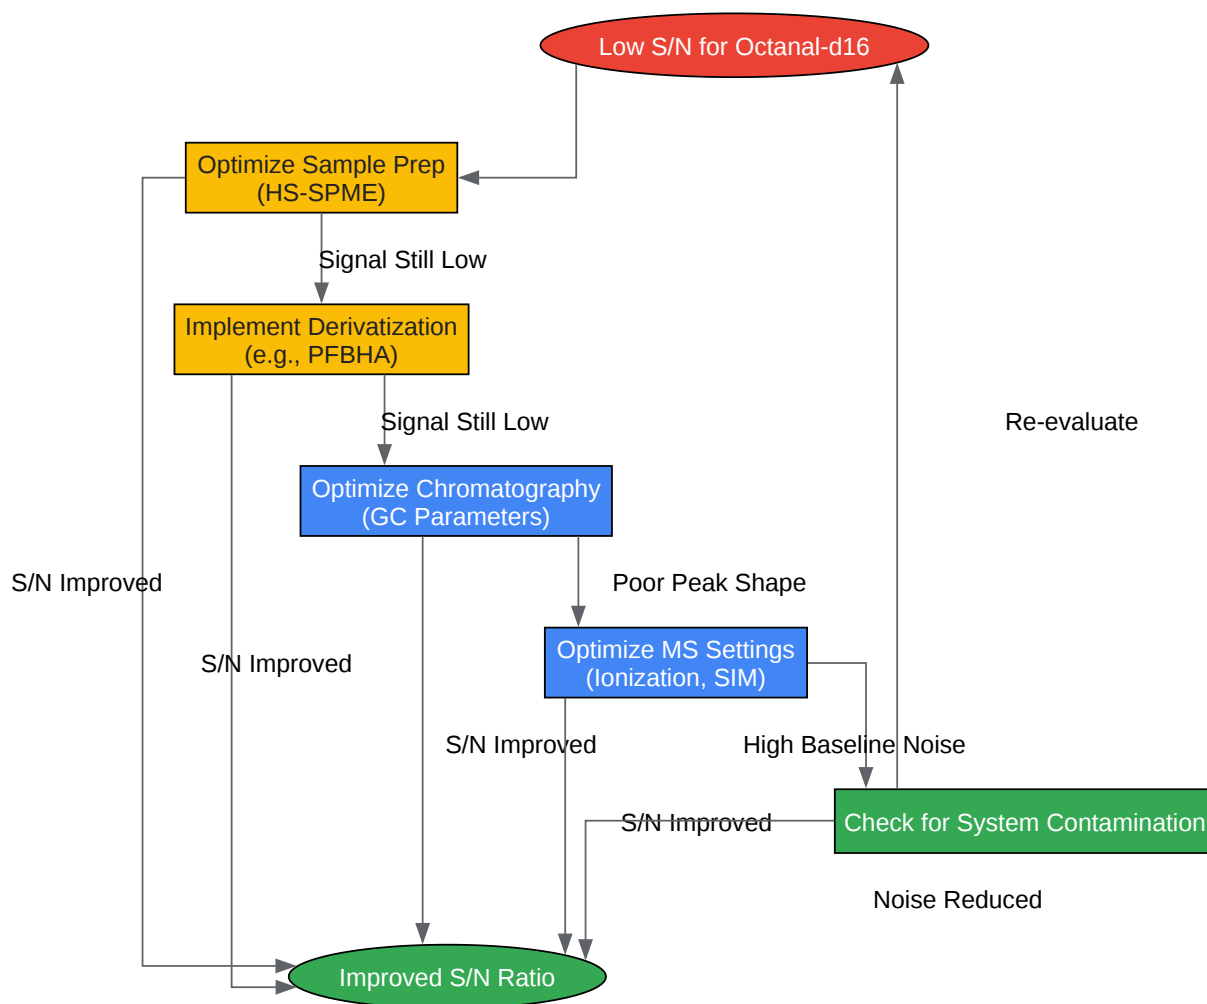 Low S/N for Octanal-d16
Optimize Sample Prep
(HS-SPME)
Signal Still Low
Implement Derivatization
(e.g., PFBHA)
Signal Still Low
Re-evaluate
Optimize Chromatography
(GC Parameters)
S/N Improved
Poor Peak Shape
Optimize MS Settings
(Ionization, SIM)
S/N Improved
S/N Improved
High Baseline Noise
S/N Improved
Check for System Contamination
Noise Reduced
Improved S/N Ratio